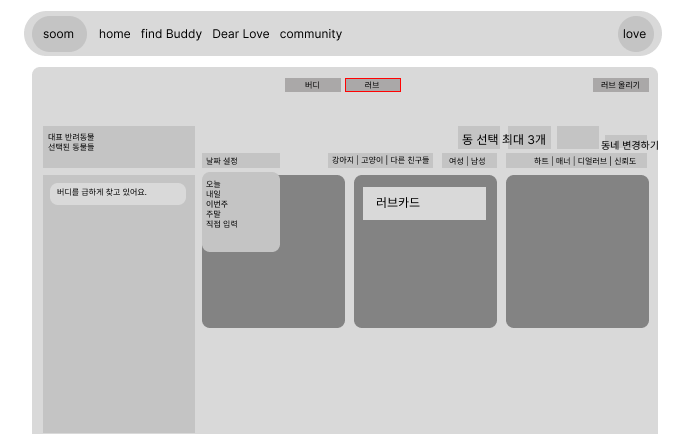 soom home find Buddy Dear Love community love
버디 러브 러브 올리기
대표 반려동물
선택된 동물들
동 선택 최대 3개
동네 변경하기
날짜 설정
강아지 | 고양이 | 다른 친구들
여성 | 남성
하트 | 매너 | 디얼러브 | 신뢰도
버디를 급하게 찾고 있어요.
오늘
내일
이번주
주말
직접 입력
러브카드